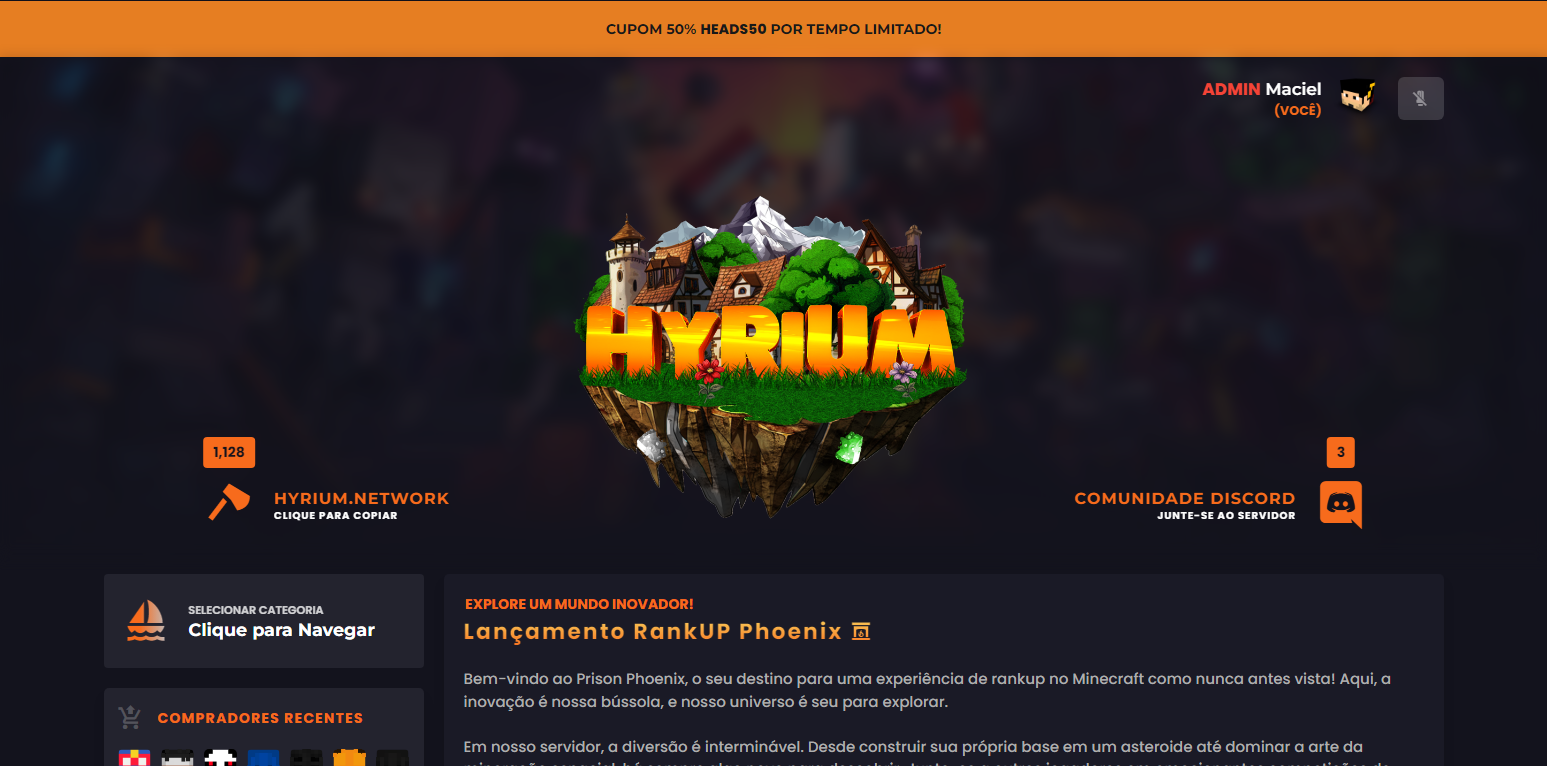 CUPOM 50% HEADS50 POR TEMPO LIMITADO!
ADMIN Maciel
(VOCÊ)
HYRIUM
1,128
HYRIUM.NETWORK
CLIQUE PARA COPIAR
3
COMUNIDADE DISCORD
JUNTE-SE AO SERVIDOR
SELECIONAR CATEGORIA
Clique para Navegar
COMPRADORES RECENTES
EXPLORE UM MUNDO INOVADOR!
Lançamento RankUP Phoenix
Bem-vindo ao Prison Phoenix, o seu destino para uma experiência de rankup no Minecraft como nunca antes vista! Aqui, a
inovação é nossa bússola, e nosso universo é seu para explorar.
Em nosso servidor, a diversão é interminável. Desde construir sua própria base em um asteroide até dominar a arte da